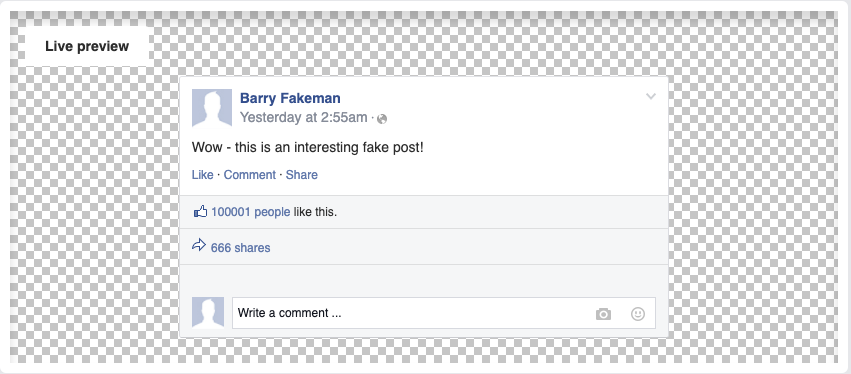 Live preview
Barry Fakeman
Yesterday at 2:55am ·
Wow - this is an interesting fake post!
Like · Comment · Share
100001 people like this.
666 shares
Write a comment ...